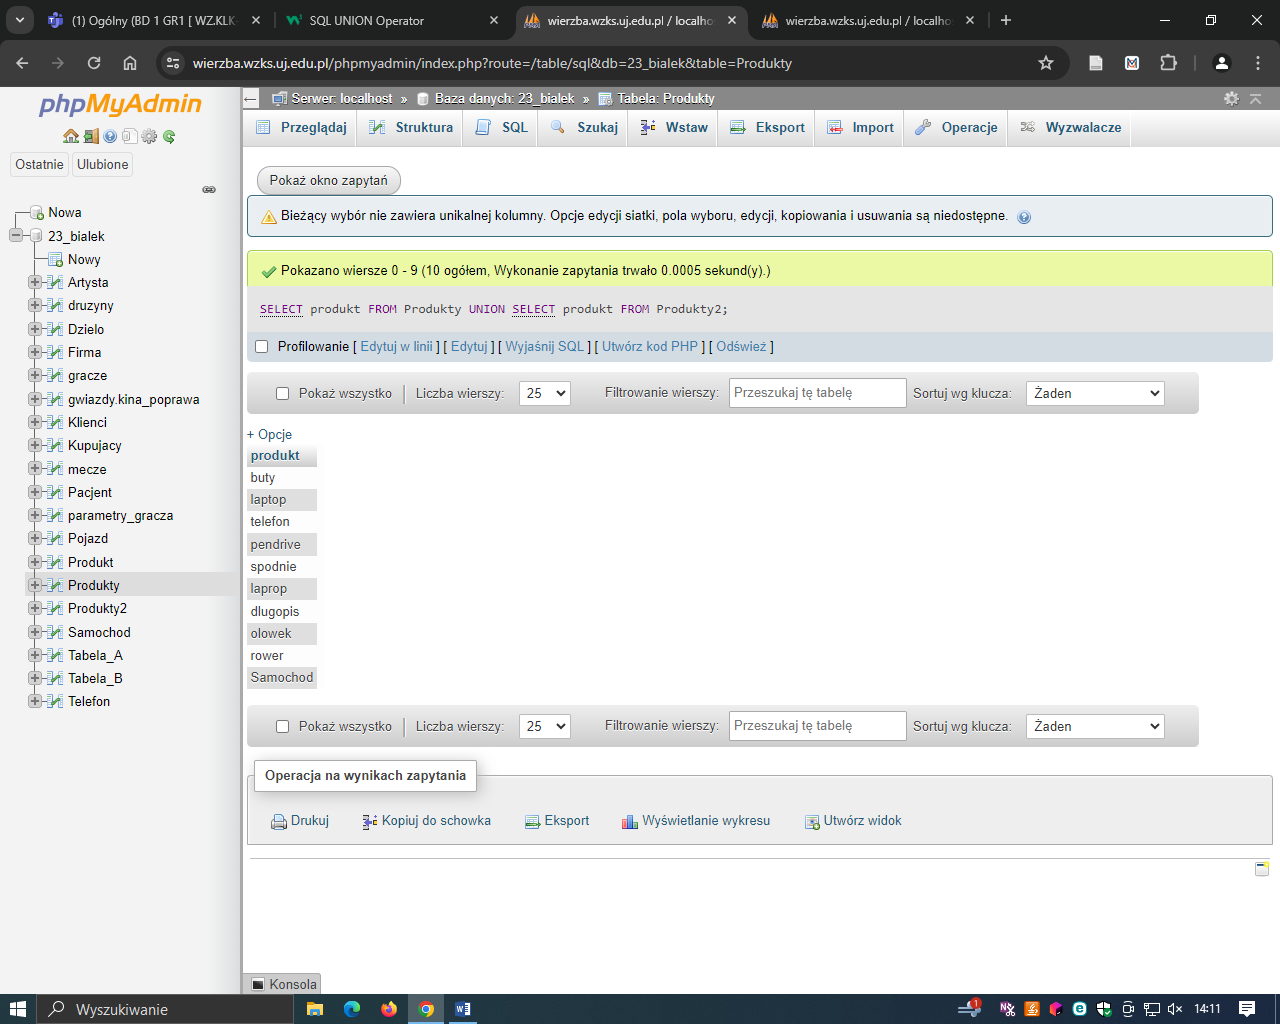 (1) Ogólny (BD 1 GR1 [ WZ.KLK
SQL UNION Operator
wierzba.wzks.uj.edu.pl / localho
wierzba.wzks.uj.edu.pl / localho
wierzba.wzks.uj.edu.pl/phpmyadmin/index.php?route=/table/sql&db=23_bialek&table=Produkty
phpMyAdmin
Ostatnie
Ulubione
Nowa
23_bialek
Nowy
Artysta
druzyny
Dzielo
Firma
gracze
gwiazdy.kina_poprawa
Klienci
Kupujacy
mecze
Pacjent
parametry_gracza
Pojazd
Produkt
Produkty
Produkty2
Samochod
Tabela_A
Tabela_B
Telefon
Serwer: localhost » Baza danych: 23_bialek » Tabela: Produkty
Przeglądaj
Struktura
SQL
Szukaj
Wstaw
Eksport
Import
Operacje
Wyzwalacze
Pokaż okno zapytań
Bieżący wybór nie zawiera unikalnej kolumny. Opcje edycji siatki, pola wyboru, edycji, kopiowania i usuwania są niedostępne.
Pokazano wiersze 0 - 9 (10 ogółem, Wykonanie zapytania trwało 0.0005 sekund(y).)
SELECT produkt FROM Produkty UNION SELECT produkt FROM Produkty2;
Profilowanie [ Edytuj w linii ] [ Edytuj ] [ Wyjaśnij SQL ] [ Utwórz kod PHP ] [ Odśwież ]
Pokaż wszystko
Liczba wierszy:
25
Filtrowanie wierszy:
Przeszukaj tę tabelę
Sortuj wg klucza:
Żaden
+ Opcje
produkt
buty
laptop
telefon
pendrive
spodnie
laprop
dlugopis
olowek
rower
Samochod
Pokaż wszystko
Liczba wierszy:
25
Filtrowanie wierszy:
Przeszukaj tę tabelę
Sortuj wg klucza:
Żaden
Operacja na wynikach zapytania
Drukuj
Kopiuj do schowka
Eksport
Wyświetlanie wykresu
Utwórz widok
Konsola
Wyszukiwanie
1
14:11